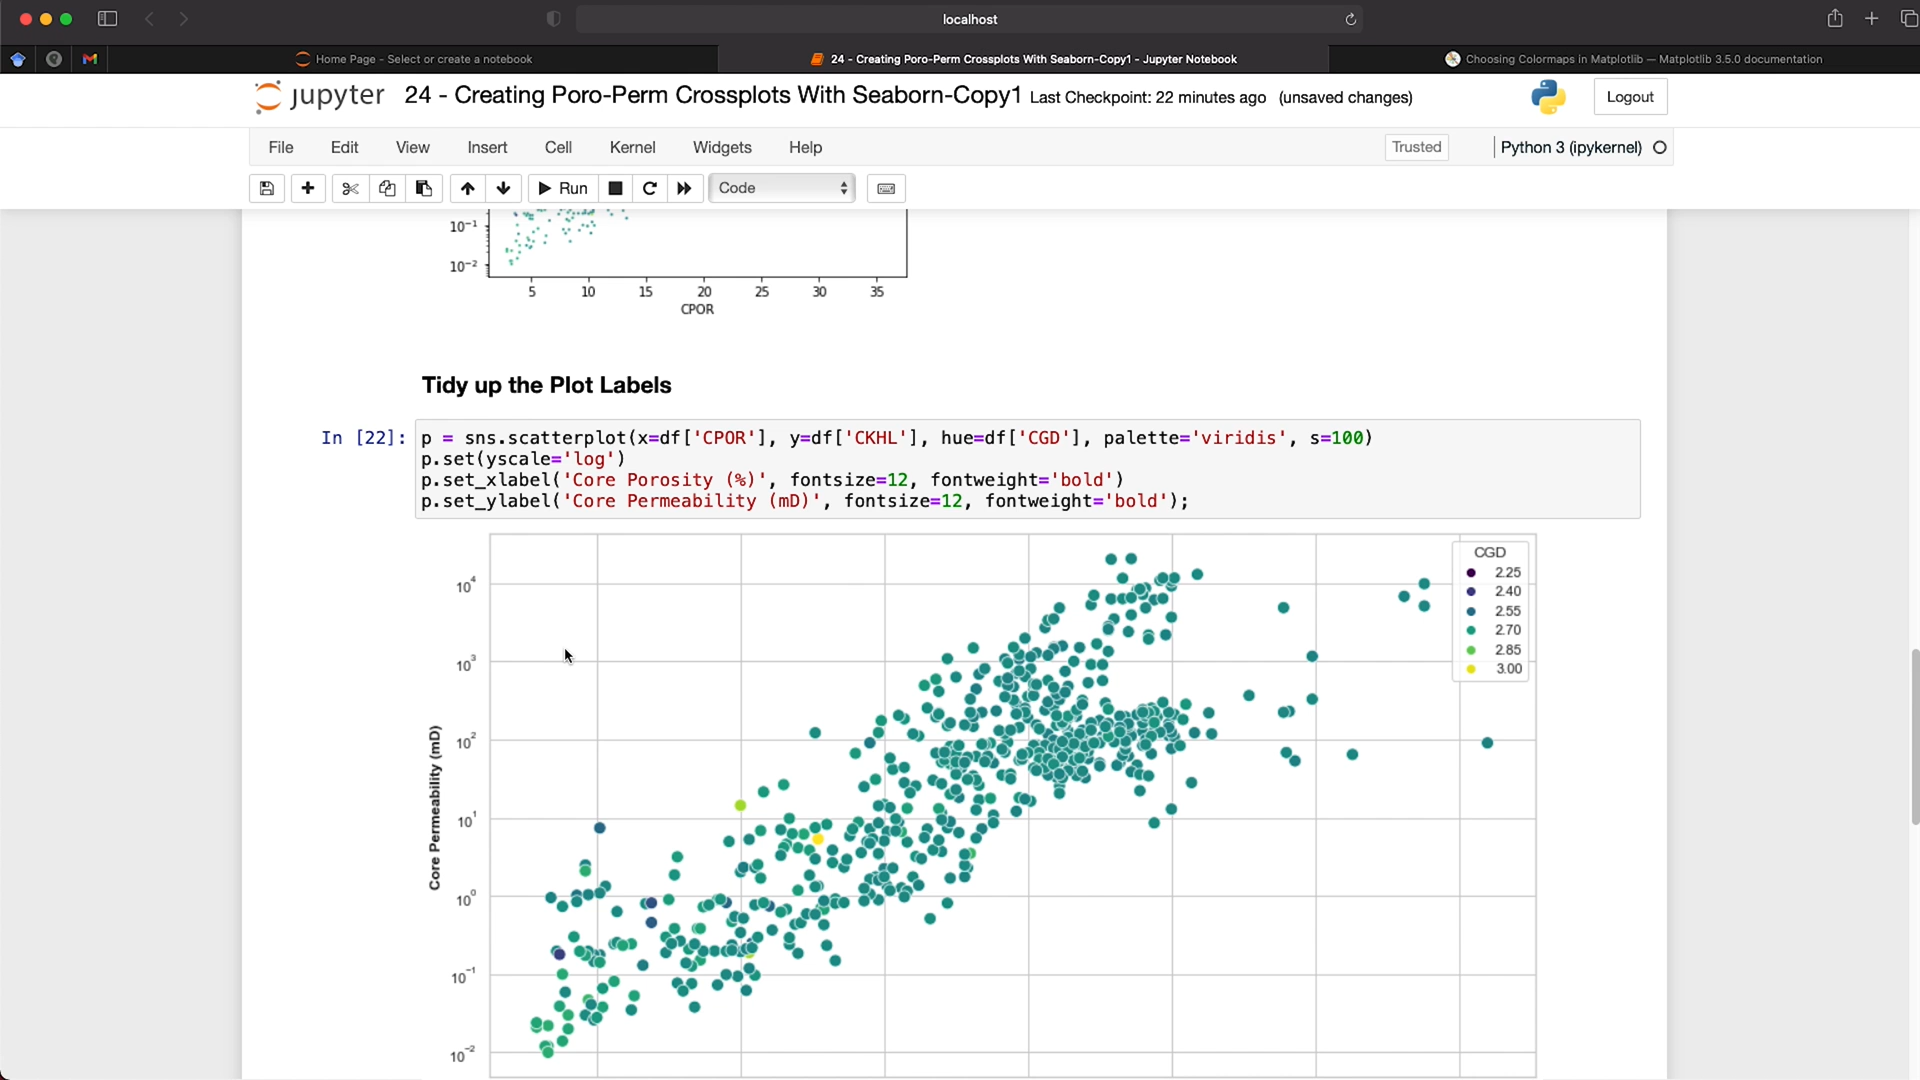 localhost
Home Page - Select or create a notebook
24 - Creating Poro-Perm Crossplots With Seaborn-Copy1 - Jupyter Notebook
Choosing Colormaps in Matplotlib — Matplotlib 3.5.0 documentation
jupyter 24 - Creating Poro-Perm Crossplots With Seaborn-Copy1 Last Checkpoint: 22 minutes ago (unsaved changes)
Logout
File Edit View Insert Cell Kernel Widgets Help
Trusted
Python 3 (ipykernel)
Run
Code
10⁻¹
10⁻²
5 10 15 20 25 30 35
CPOR
Tidy up the Plot Labels
In [22]: p = sns.scatterplot(x=df['CPOR'], y=df['CKHL'], hue=df['CGD'], palette='viridis', s=100)
p.set(yscale='log')
p.set_xlabel('Core Porosity (%)', fontsize=12, fontweight='bold')
p.set_ylabel('Core Permeability (mD)', fontsize=12, fontweight='bold');
CGD
2.25
2.40
2.55
2.70
2.85
3.00
10⁴
10³
10²
10¹
10⁰
10⁻¹
10⁻²
Core Permeability (mD)